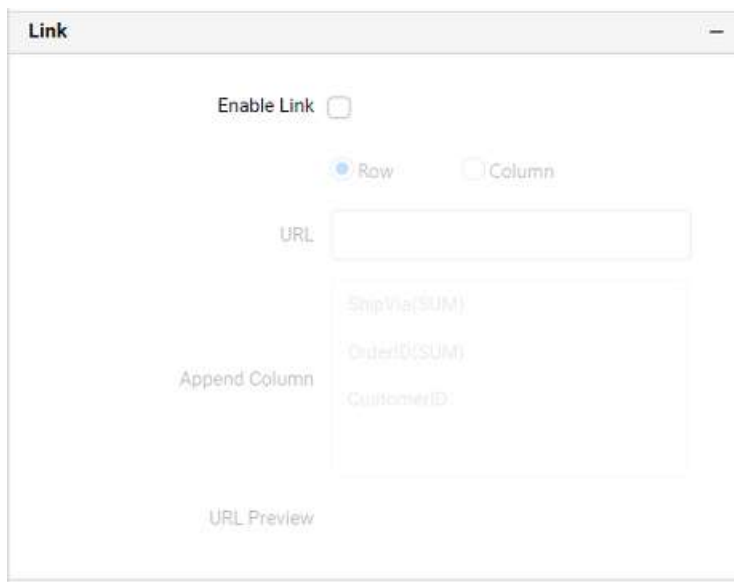 Link
Enable Link
Row Column
URL
ShipVia(SUM)
OrderID(SUM)
Append Column
CustomerID
URL Preview